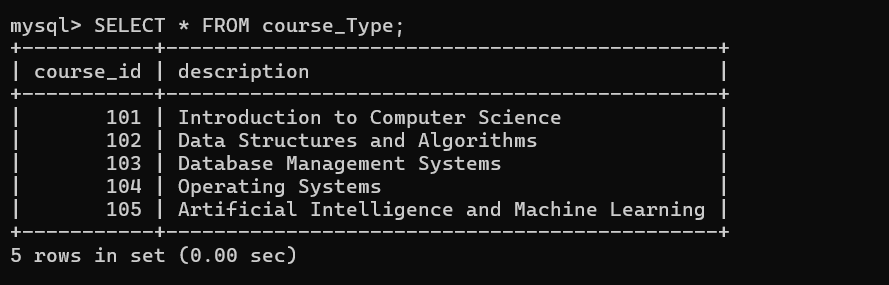 mysql> SELECT * FROM course_Type;
+-----------+----------------------------------------------+
| course_id | description                                  |
+-----------+----------------------------------------------+
|       101 | Introduction to Computer Science             |
|       102 | Data Structures and Algorithms               |
|       103 | Database Management Systems                  |
|       104 | Operating Systems                            |
|       105 | Artificial Intelligence and Machine Learning |
+-----------+----------------------------------------------+
5 rows in set (0.00 sec)